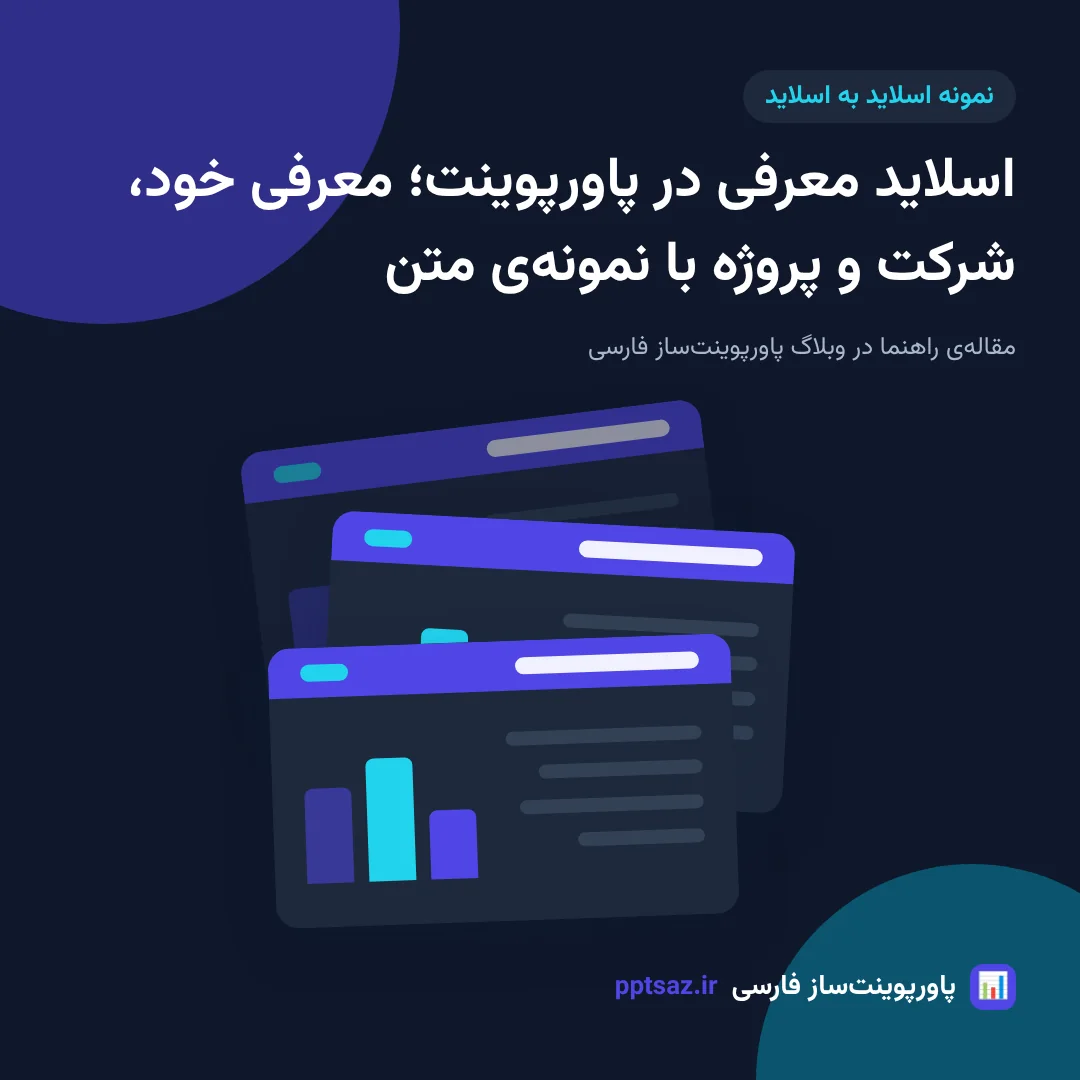 نمونه اسلاید به اسلاید
اسلاید معرفی در پاورپوینت؛ معرفی خود،
شرکت و پروژه با نمونه‌ی متن
مقاله‌ی راهنما در وبلاگ پاورپوینت‌ساز فارسی
پاورپوینت‌ساز فارسی pptsaz.ir